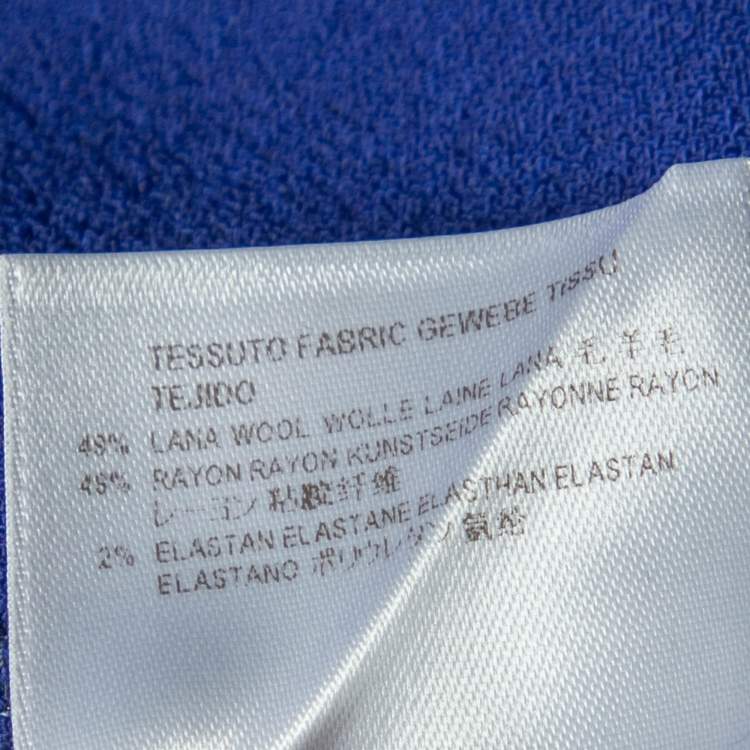 TESSUTO FABRIC GEWEBE TISSU
TEJIDO
49% LANA WOOL WOLLE LAINE LANA 毛 羊毛
49% RAYON RAYON KUNSTSEIDE RAYONNE RAYON
レーヨン 粘胶纤维
2% ELASTAN ELASTANE ELASTHAN ELASTAN
ELASTANO ポリウレタン 氨纶